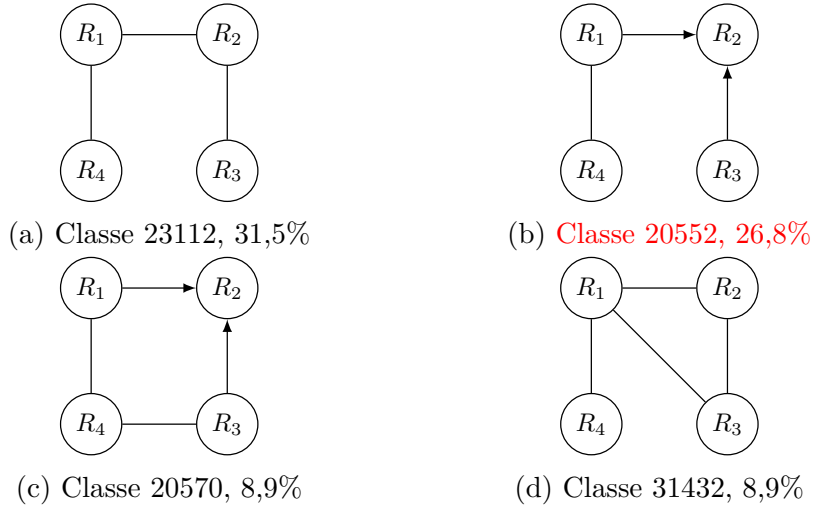 R1 R2 R1 R2
R4 R3 R4 R3
(a) Classe 23112, 31,5% (b) Classe 20552, 26,8%
R1 R2 R1 R2
R4 R3 R4 R3
(c) Classe 20570, 8,9% (d) Classe 31432, 8,9%